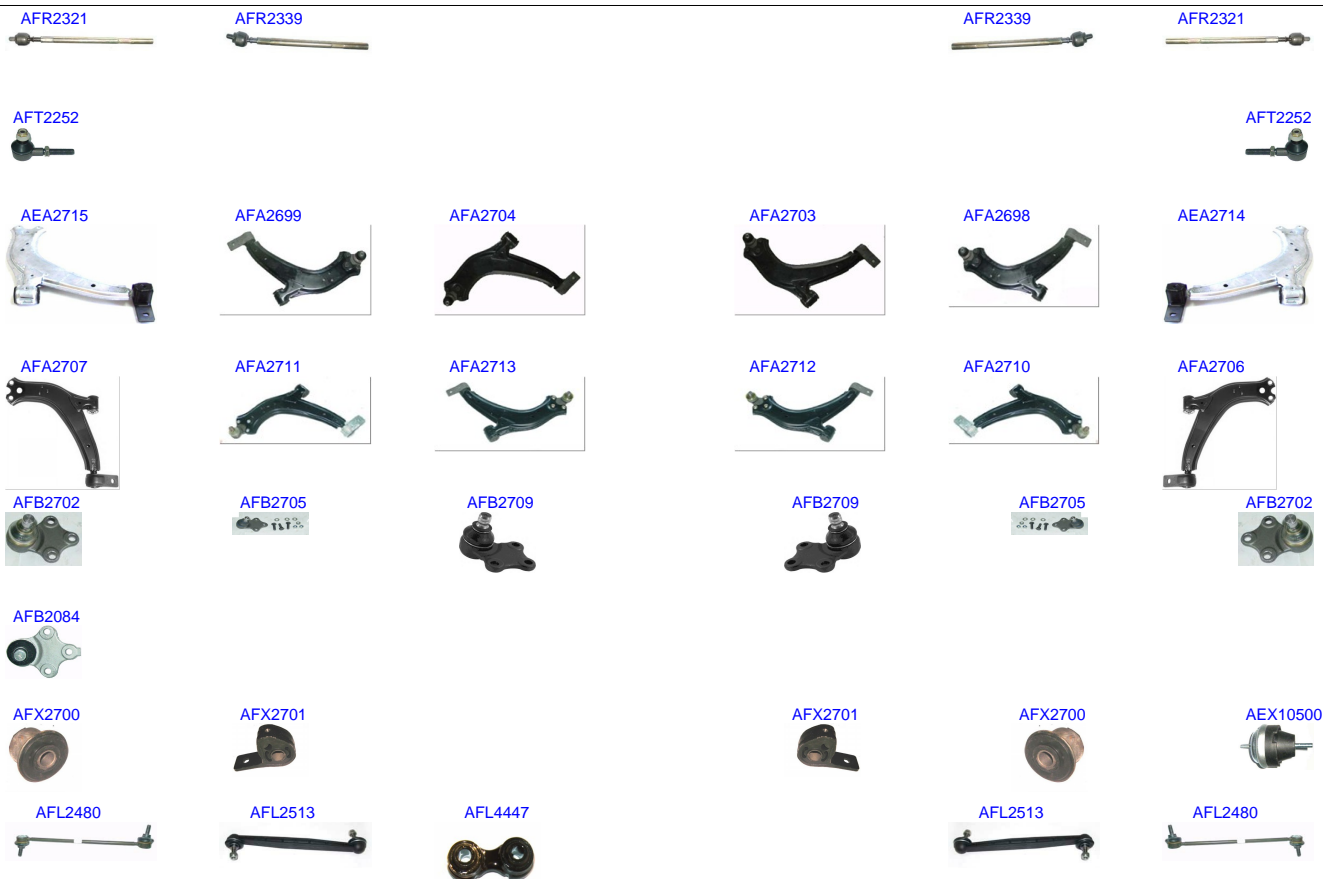 AFR2321 AFR2339 AFR2339 AFR2321
AFT2252 AFT2252
AEA2715 AFA2699 AFA2704 AFA2703 AFA2698 AEA2714
AFA2707 AFA2711 AFA2713 AFA2712 AFA2710 AFA2706
AFB2702 AFB2705 AFB2709 AFB2709 AFB2705 AFB2702
AFB2084
AFX2700 AFX2701 AFX2701 AFX2700 AEX10500
AFL2480 AFL2513 AFL4447 AFL2513 AFL2480